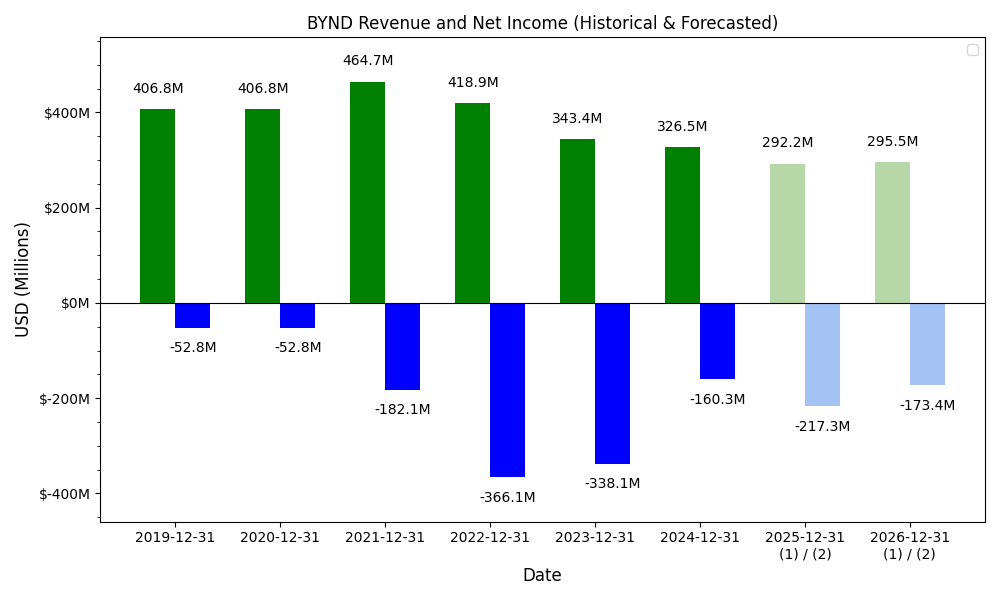 BYND Revenue and Net Income (Historical & Forecasted)
464.7M
418.9M
406.8M
406.8M
343.4M
326.5M
292.2M
295.5M
$400M
$200M
$0M
$-200M
$-400M
USD (Millions)
-52.8M
-52.8M
-182.1M
-366.1M
-338.1M
-160.3M
-217.3M
-173.4M
2019-12-31
2020-12-31
2021-12-31
2022-12-31
2023-12-31
2024-12-31
2025-12-31
(1) / (2)
2026-12-31
(1) / (2)
Date